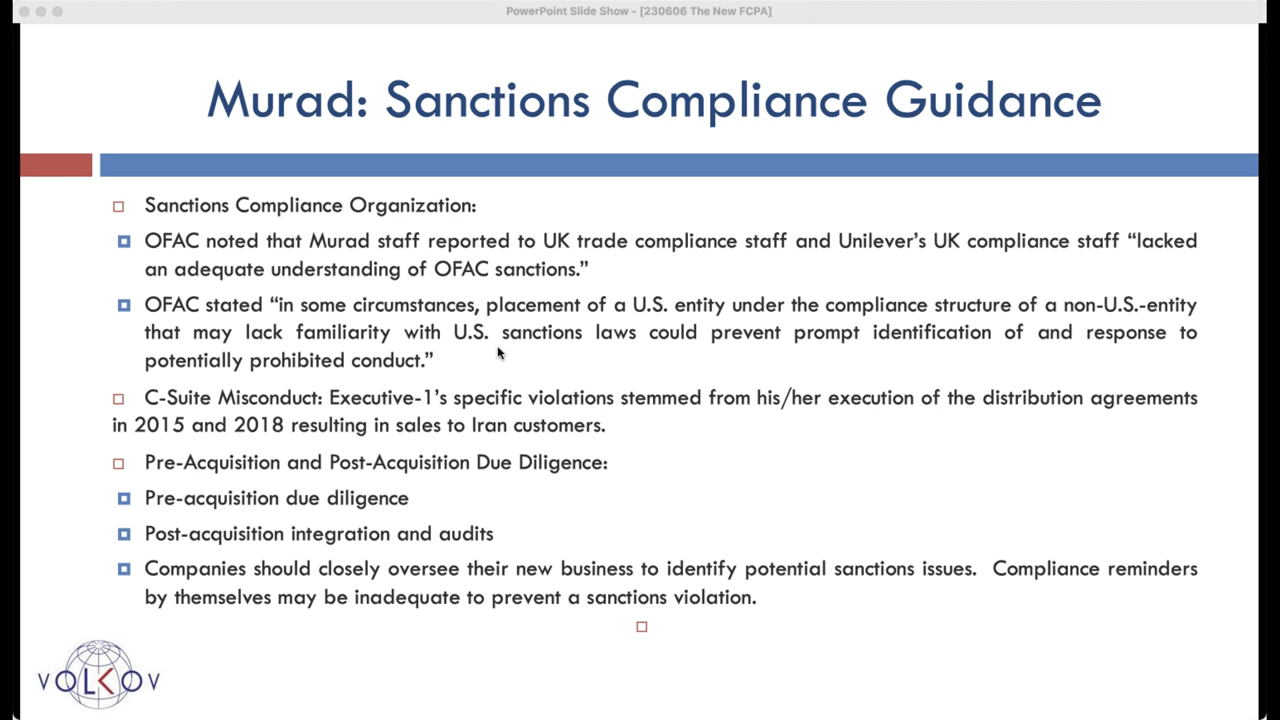 PowerPoint Slide Show - [230606 The New FCPA]
Murad: Sanctions Compliance Guidance
Sanctions Compliance Organization:
OFAC noted that Murad staff reported to UK trade compliance staff and Unilever’s UK compliance staff “lacked
an adequate understanding of OFAC sanctions.”
OFAC stated “in some circumstances, placement of a U.S. entity under the compliance structure of a non-U.S.-entity
that may lack familiarity with U.S. sanctions laws could prevent prompt identification of and response to
potentially prohibited conduct.”
C-Suite Misconduct: Executive-1’s specific violations stemmed from his/her execution of the distribution agreements
in 2015 and 2018 resulting in sales to Iran customers.
Pre-Acquisition and Post-Acquisition Due Diligence:
Pre-acquisition due diligence
Post-acquisition integration and audits
Companies should closely oversee their new business to identify potential sanctions issues.  Compliance reminders
by themselves may be inadequate to prevent a sanctions violation.
VOLKOV